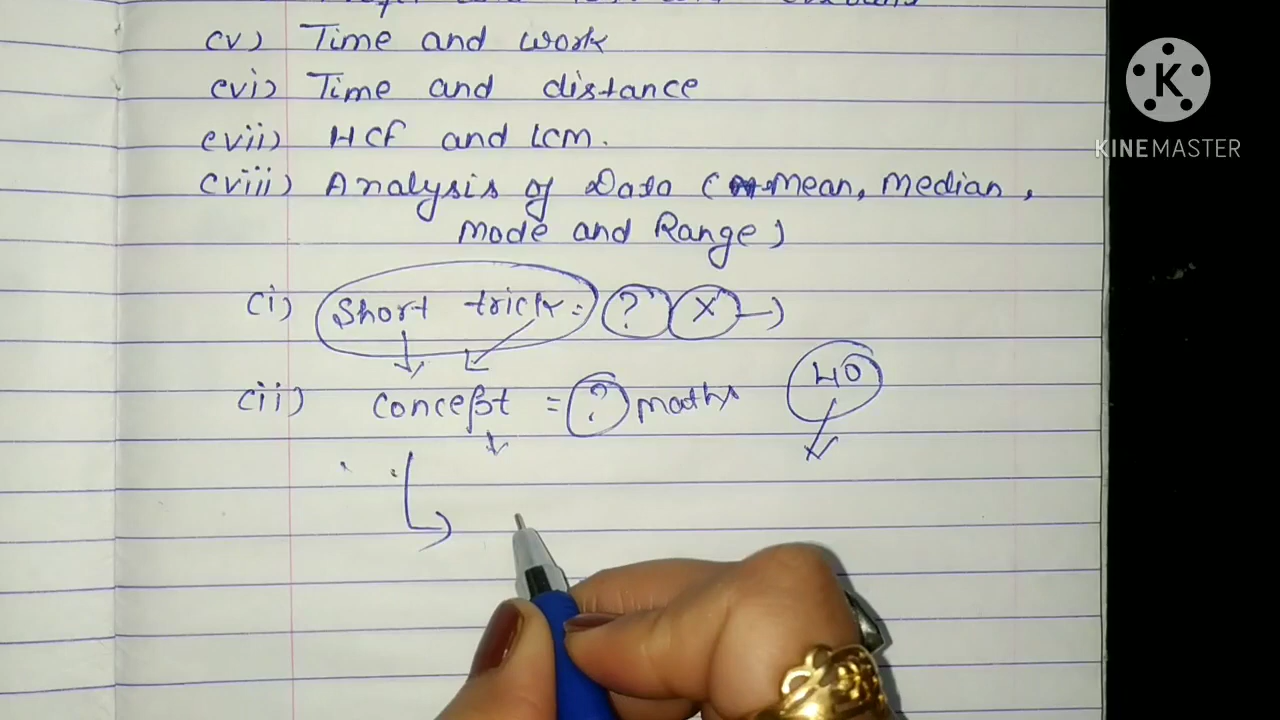 (v) Time and work
(vi) Time and distance
(vii) HCF and LCM.
(viii) Analysis of Data (Mean, Median,
Mode and Range)
(i) Short trick = ? X
(ii) concept = ? maths 40
K
KINEMASTER